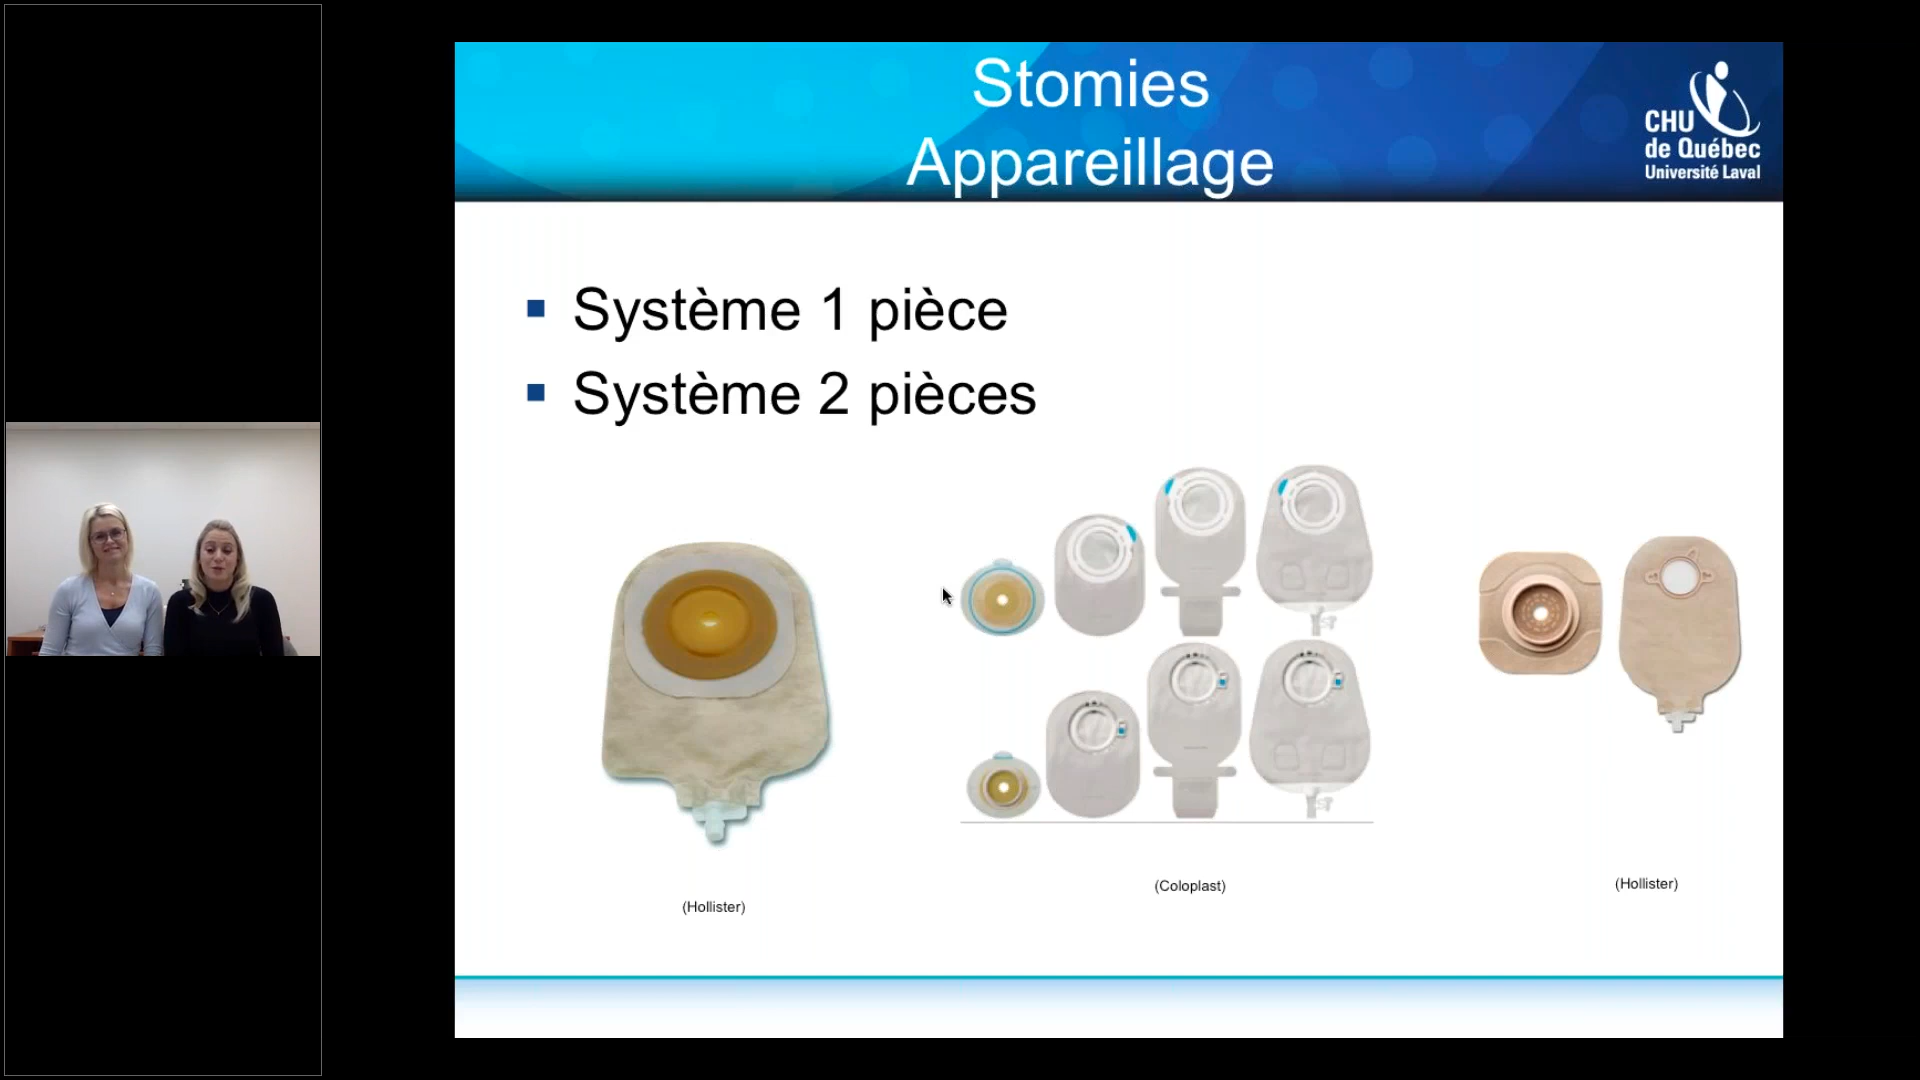 Stomies
Appareillage
CHU
de Québec
Université Laval
Système 1 pièce
Système 2 pièces
(Hollister)
(Coloplast)
(Hollister)